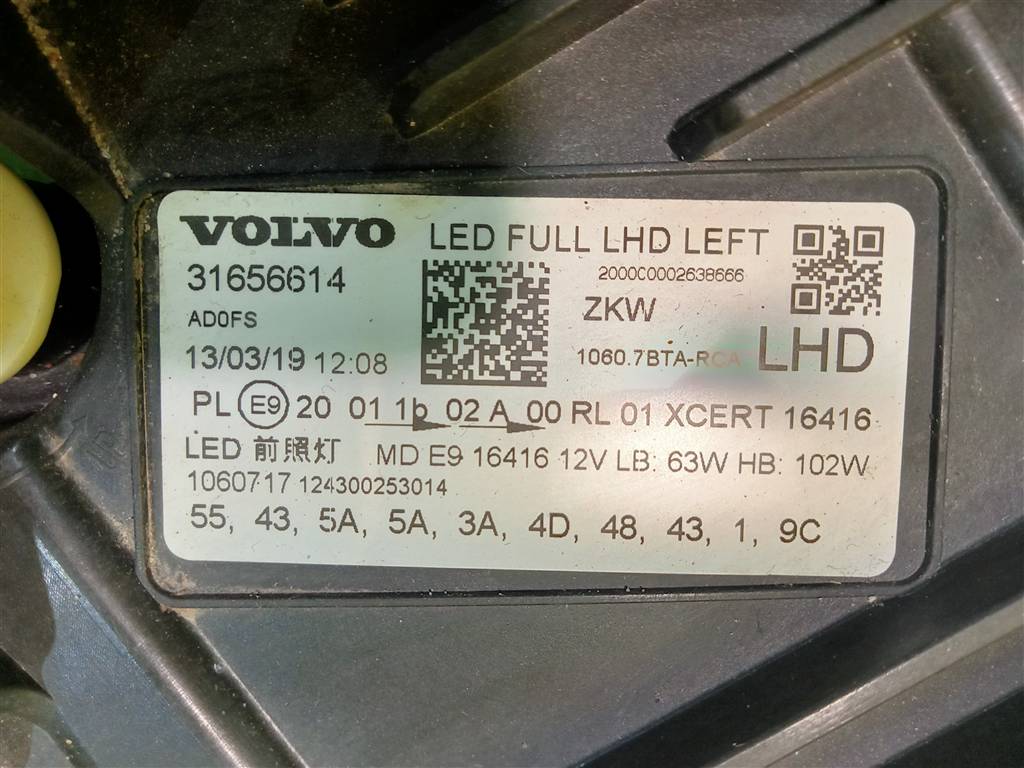 VOLVO LED FULL LHD LEFT
31656614 200000002638666
AD0FS ZKW
13/03/19 12:08 1060.7BTA-RCA LHD
PL E9 20 01 1b 02 A 00 RL 01 XCERT 16416
LED 前照灯 MD E9 16416 12V LB: 63W HB: 102W
1060717 124300253014
55, 43, 5A, 5A, 3A, 4D, 48, 43, 1, 9C